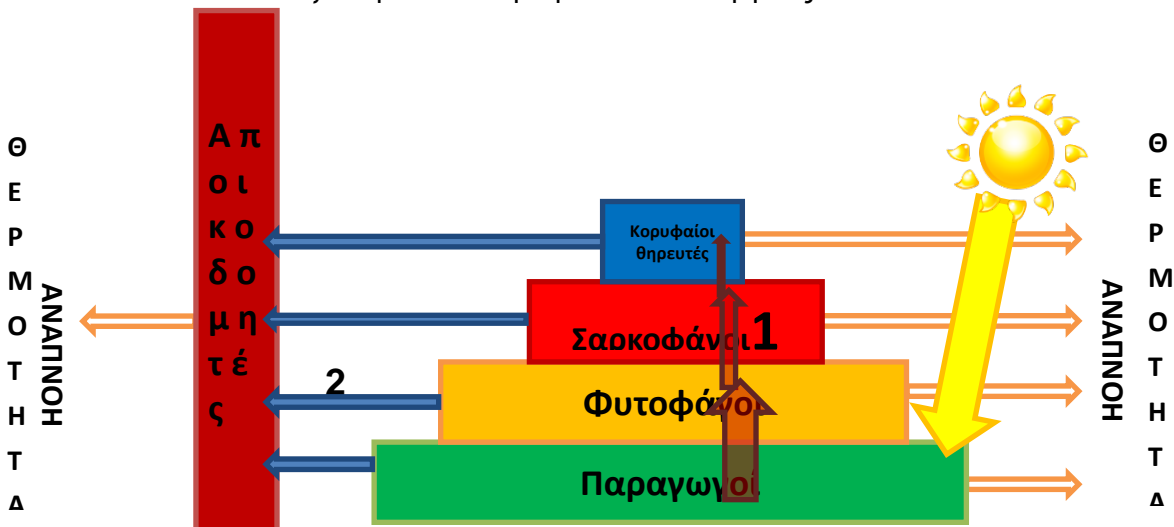 ΘΕΡΜΟΤΗΤΑ
ΑΝΑΠΝΟΗ
Αποικοδομητές
Κορυφαίοι
θηρευτές
Σαρκοφάγοι 1
2
Φυτοφάγοι
Παραγωγοί
ΑΝΑΠΝΟΗ
ΘΕΡΜΟΤΗΤΑ